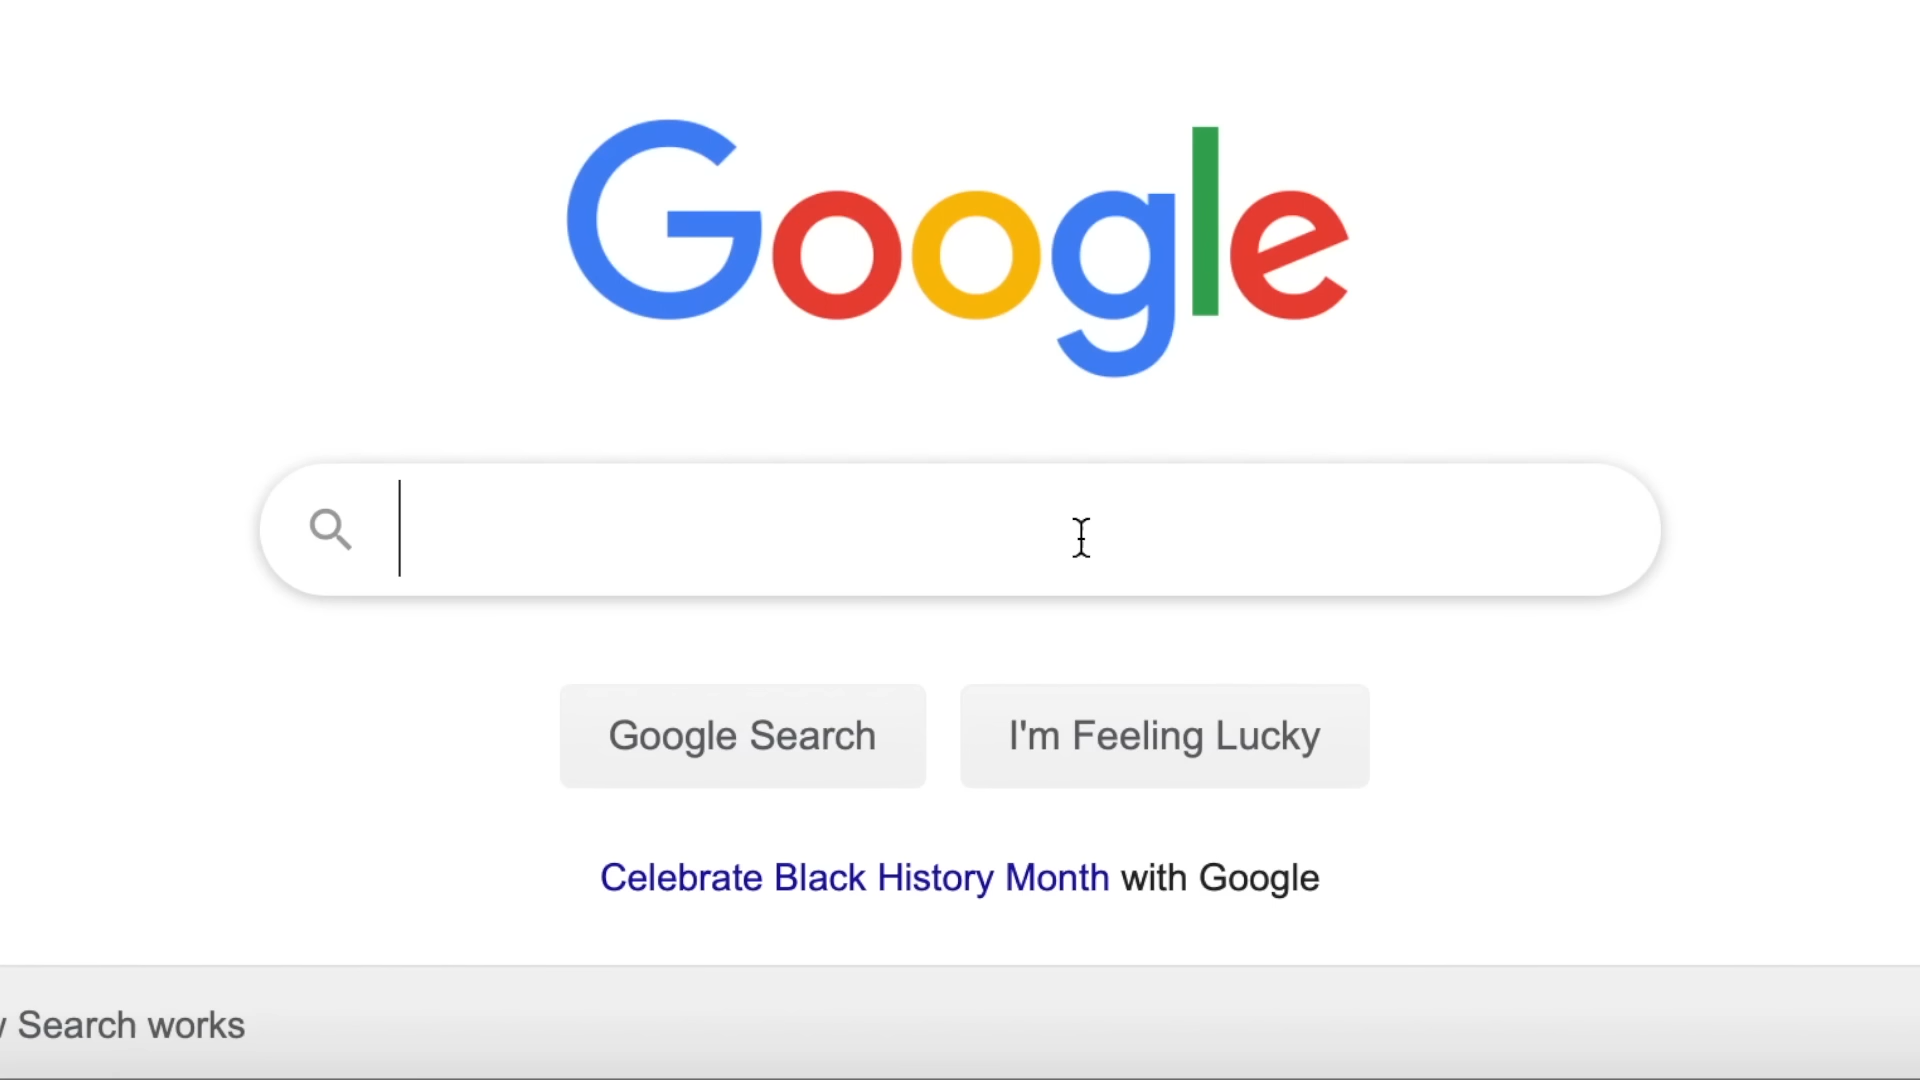 Google
Google Search
I'm Feeling Lucky
Celebrate Black History Month with Google
Search works